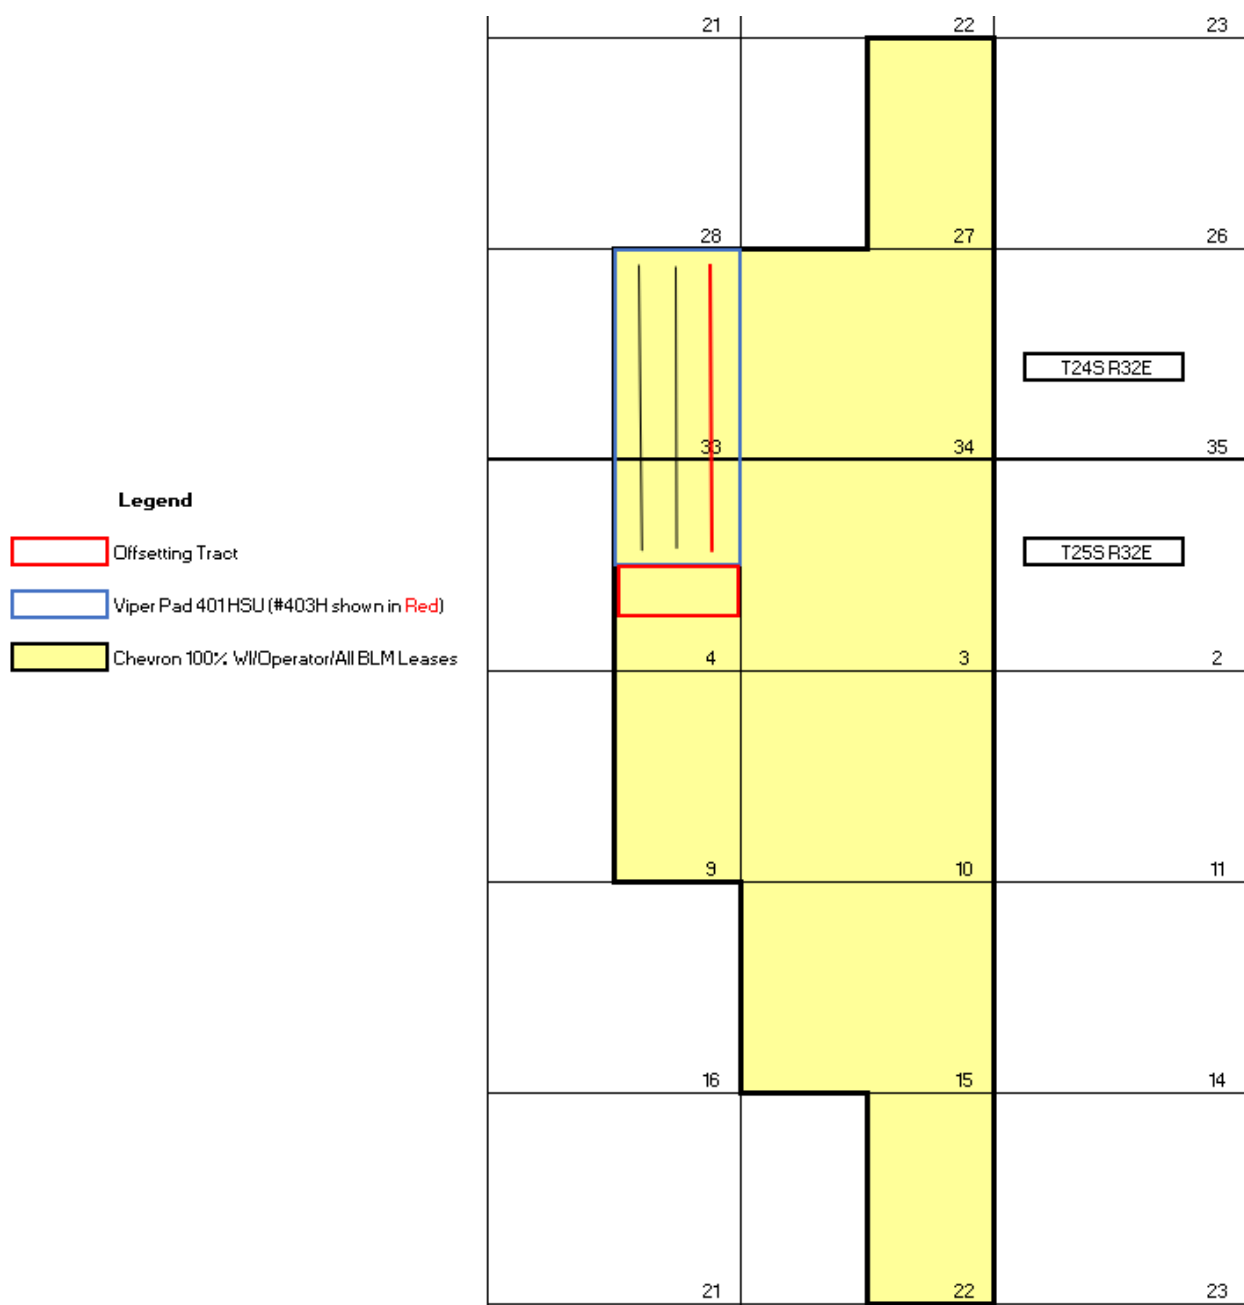 21 22 23
28 27 26
T24S R32E
33 34 35
Legend
Offsetting Tract
T25S R32E
Viper Pad 401 HSU (#403H shown in Red)
Chevron 100% WI/Operator/All BLM Leases
4 3 2
9 10 11
16 15 14
21 22 23